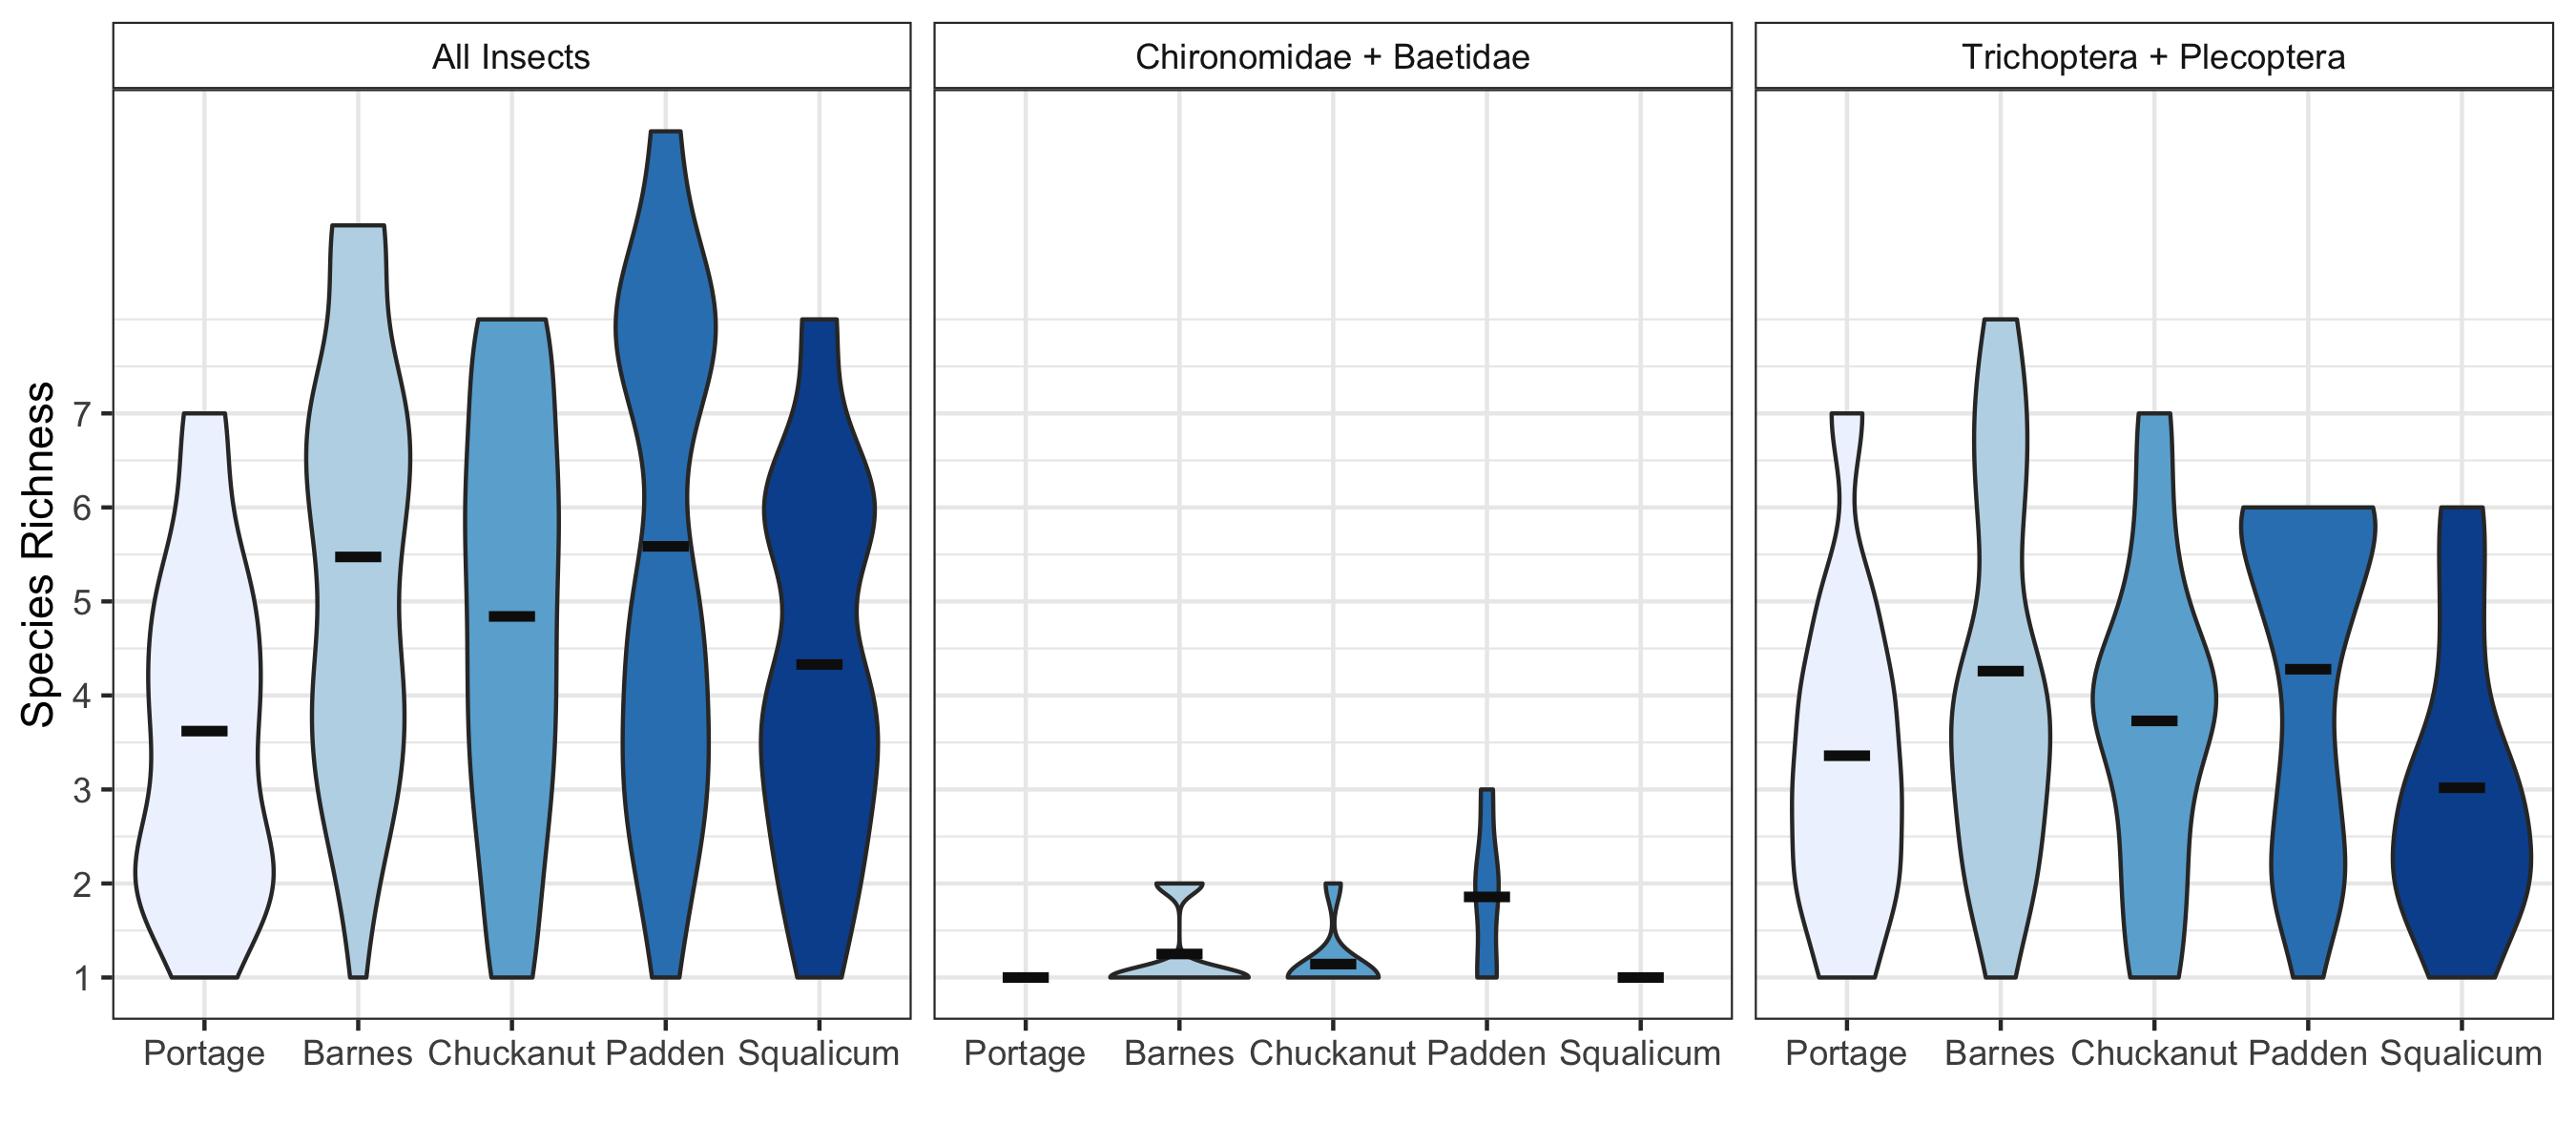 All Insects
Chironomidae + Baetidae
Trichoptera + Plecoptera
Species Richness
7
6
5
4
3
2
1
Portage Barnes Chuckanut Padden Squalicum
Portage Barnes Chuckanut Padden Squalicum
Portage Barnes Chuckanut Padden Squalicum